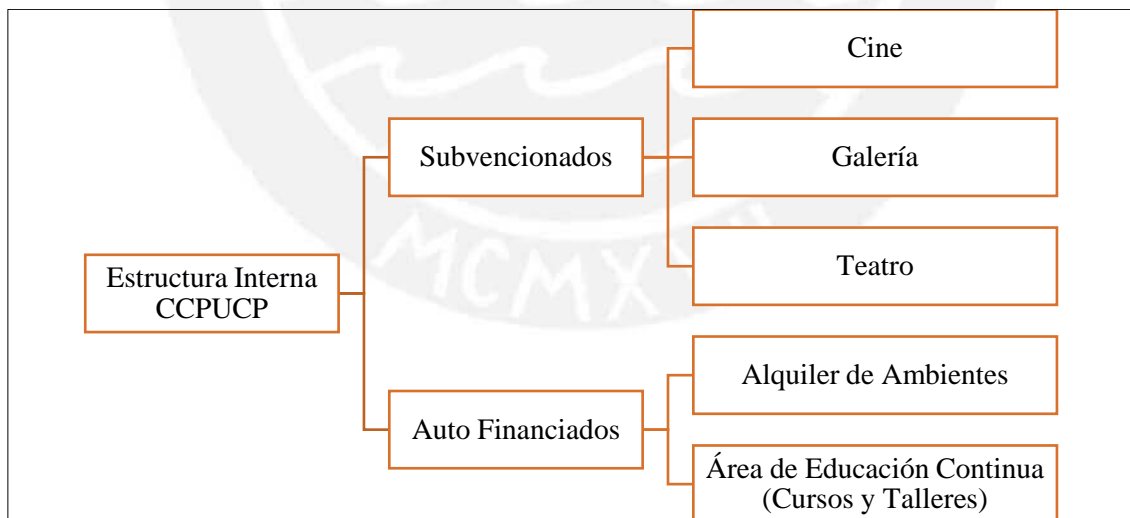 Cine
Subvencionados
Galería
Teatro
Estructura Interna
CCPUCP
Alquiler de Ambientes
Auto Financiados
Área de Educación Continua
(Cursos y Talleres)